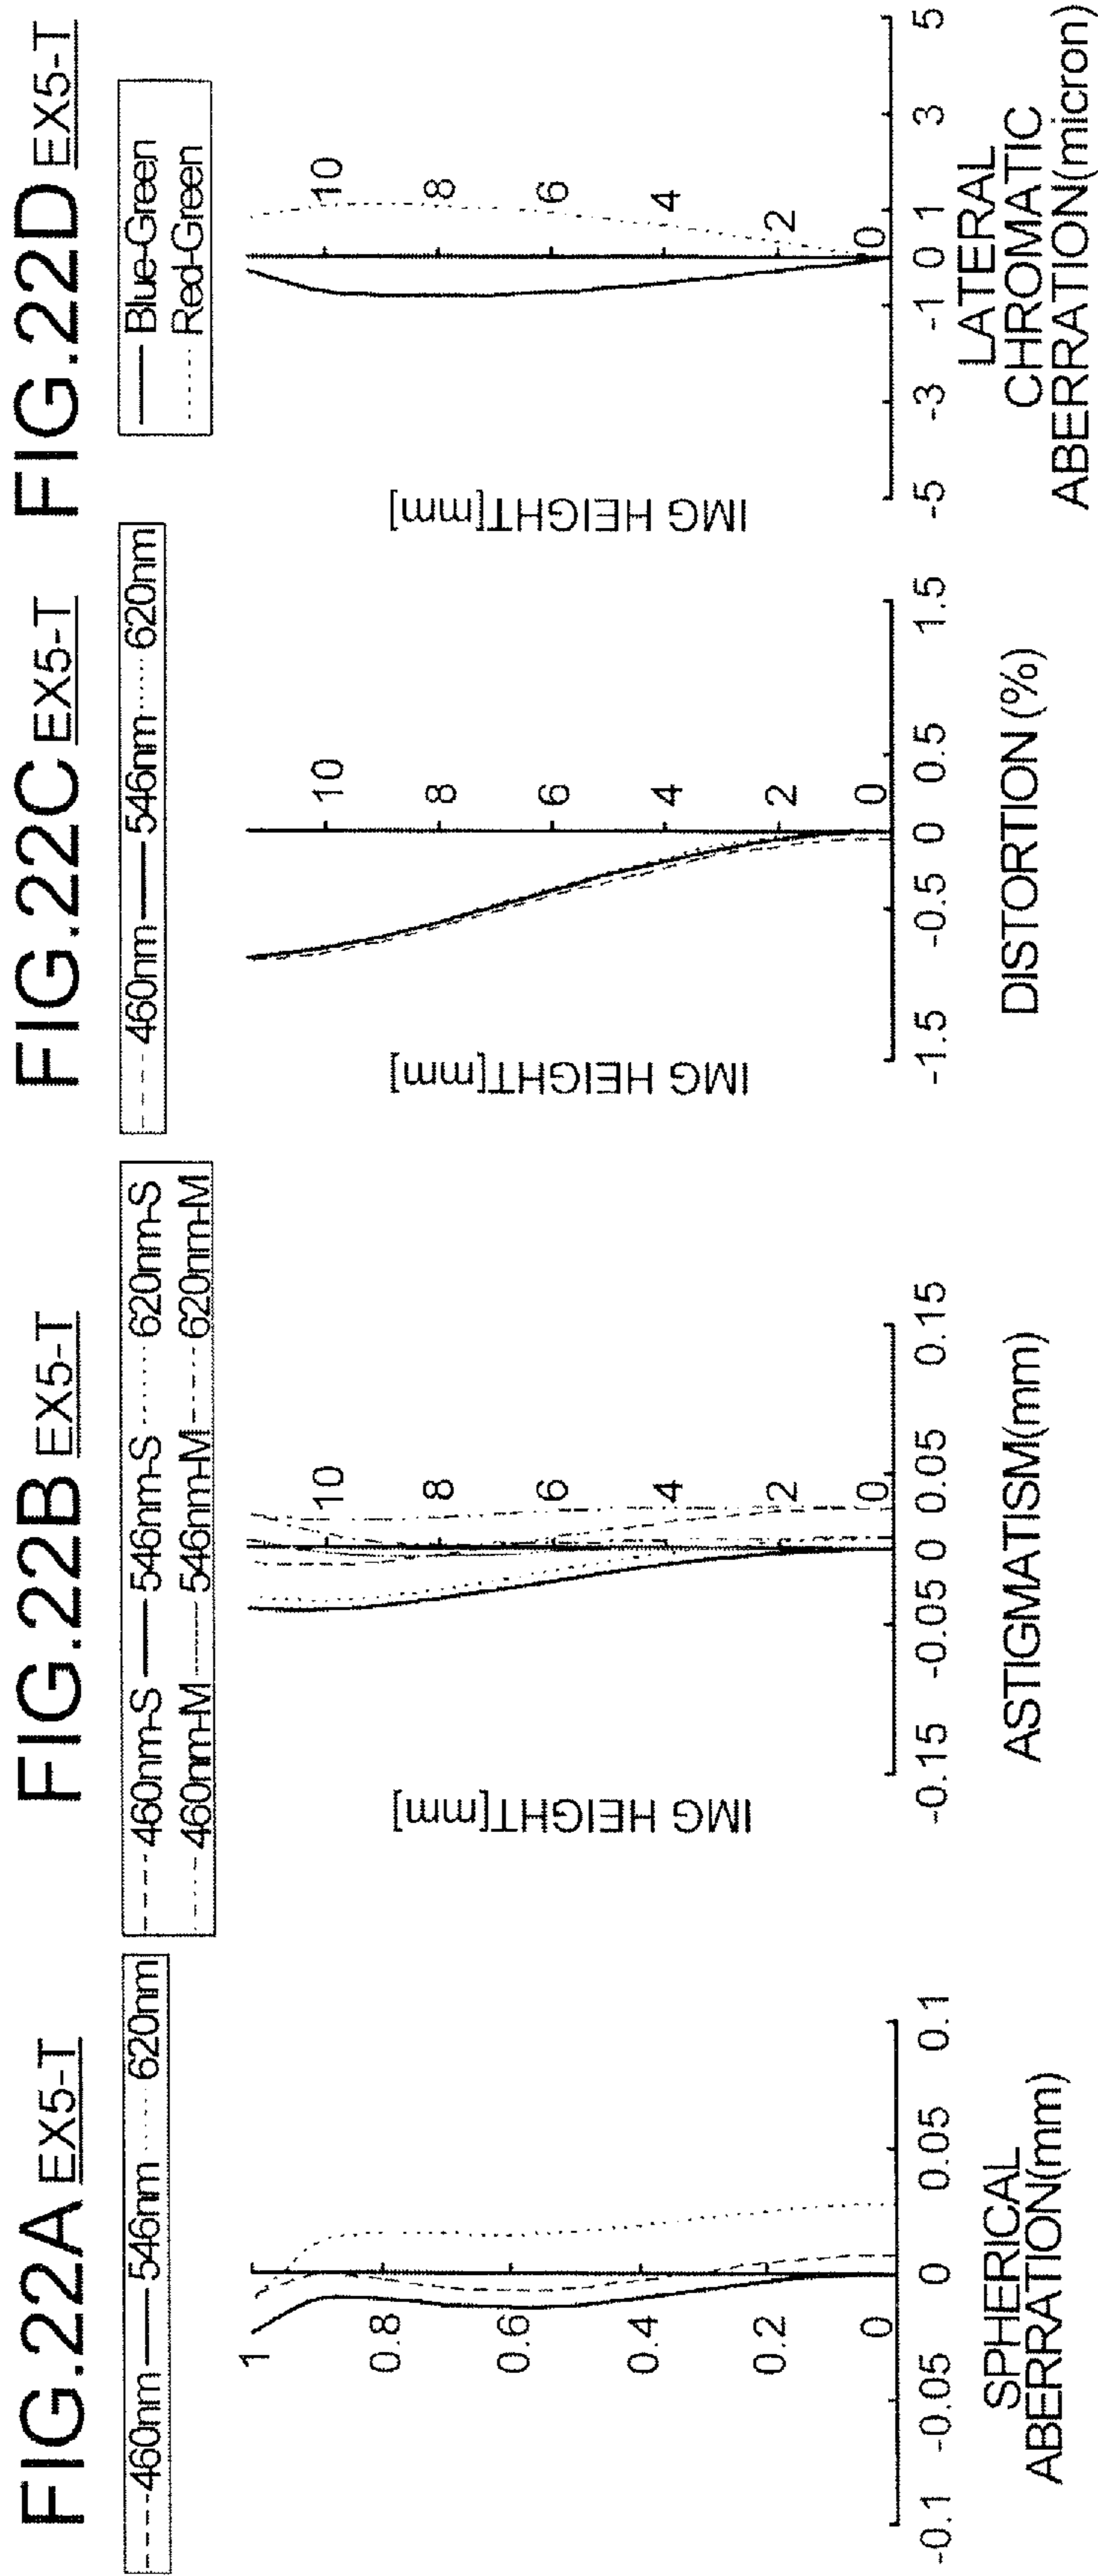 FIG.22A EX5-T
460nm 546nm 620nm
1
0.8
0.6
0.4
0.2
0
-0.1 -0.05 0 0.05 0.1
SPHERICAL
ABERRATION(mm)
FIG.22B EX5-T
460nm-S 546nm-S 620nm-S
460nm-M 546nm-M 620nm-M
IMG HEIGHT[mm]
10
8
6
4
2
0
-0.15 -0.05 0 0.05 0.15
ASTIGMATISM(mm)
FIG.22C EX5-T
460nm 546nm 620nm
IMG HEIGHT[mm]
10
8
6
4
2
0
-1.5 -0.5 0 0.5 1.5
DISTORTION (%)
FIG.22D EX5-T
Blue-Green
Red-Green
IMG HEIGHT[mm]
10
8
6
4
2
0
-5 -3 -1 0 1 3 5
LATERAL
CHROMATIC
ABERRATION(micron)